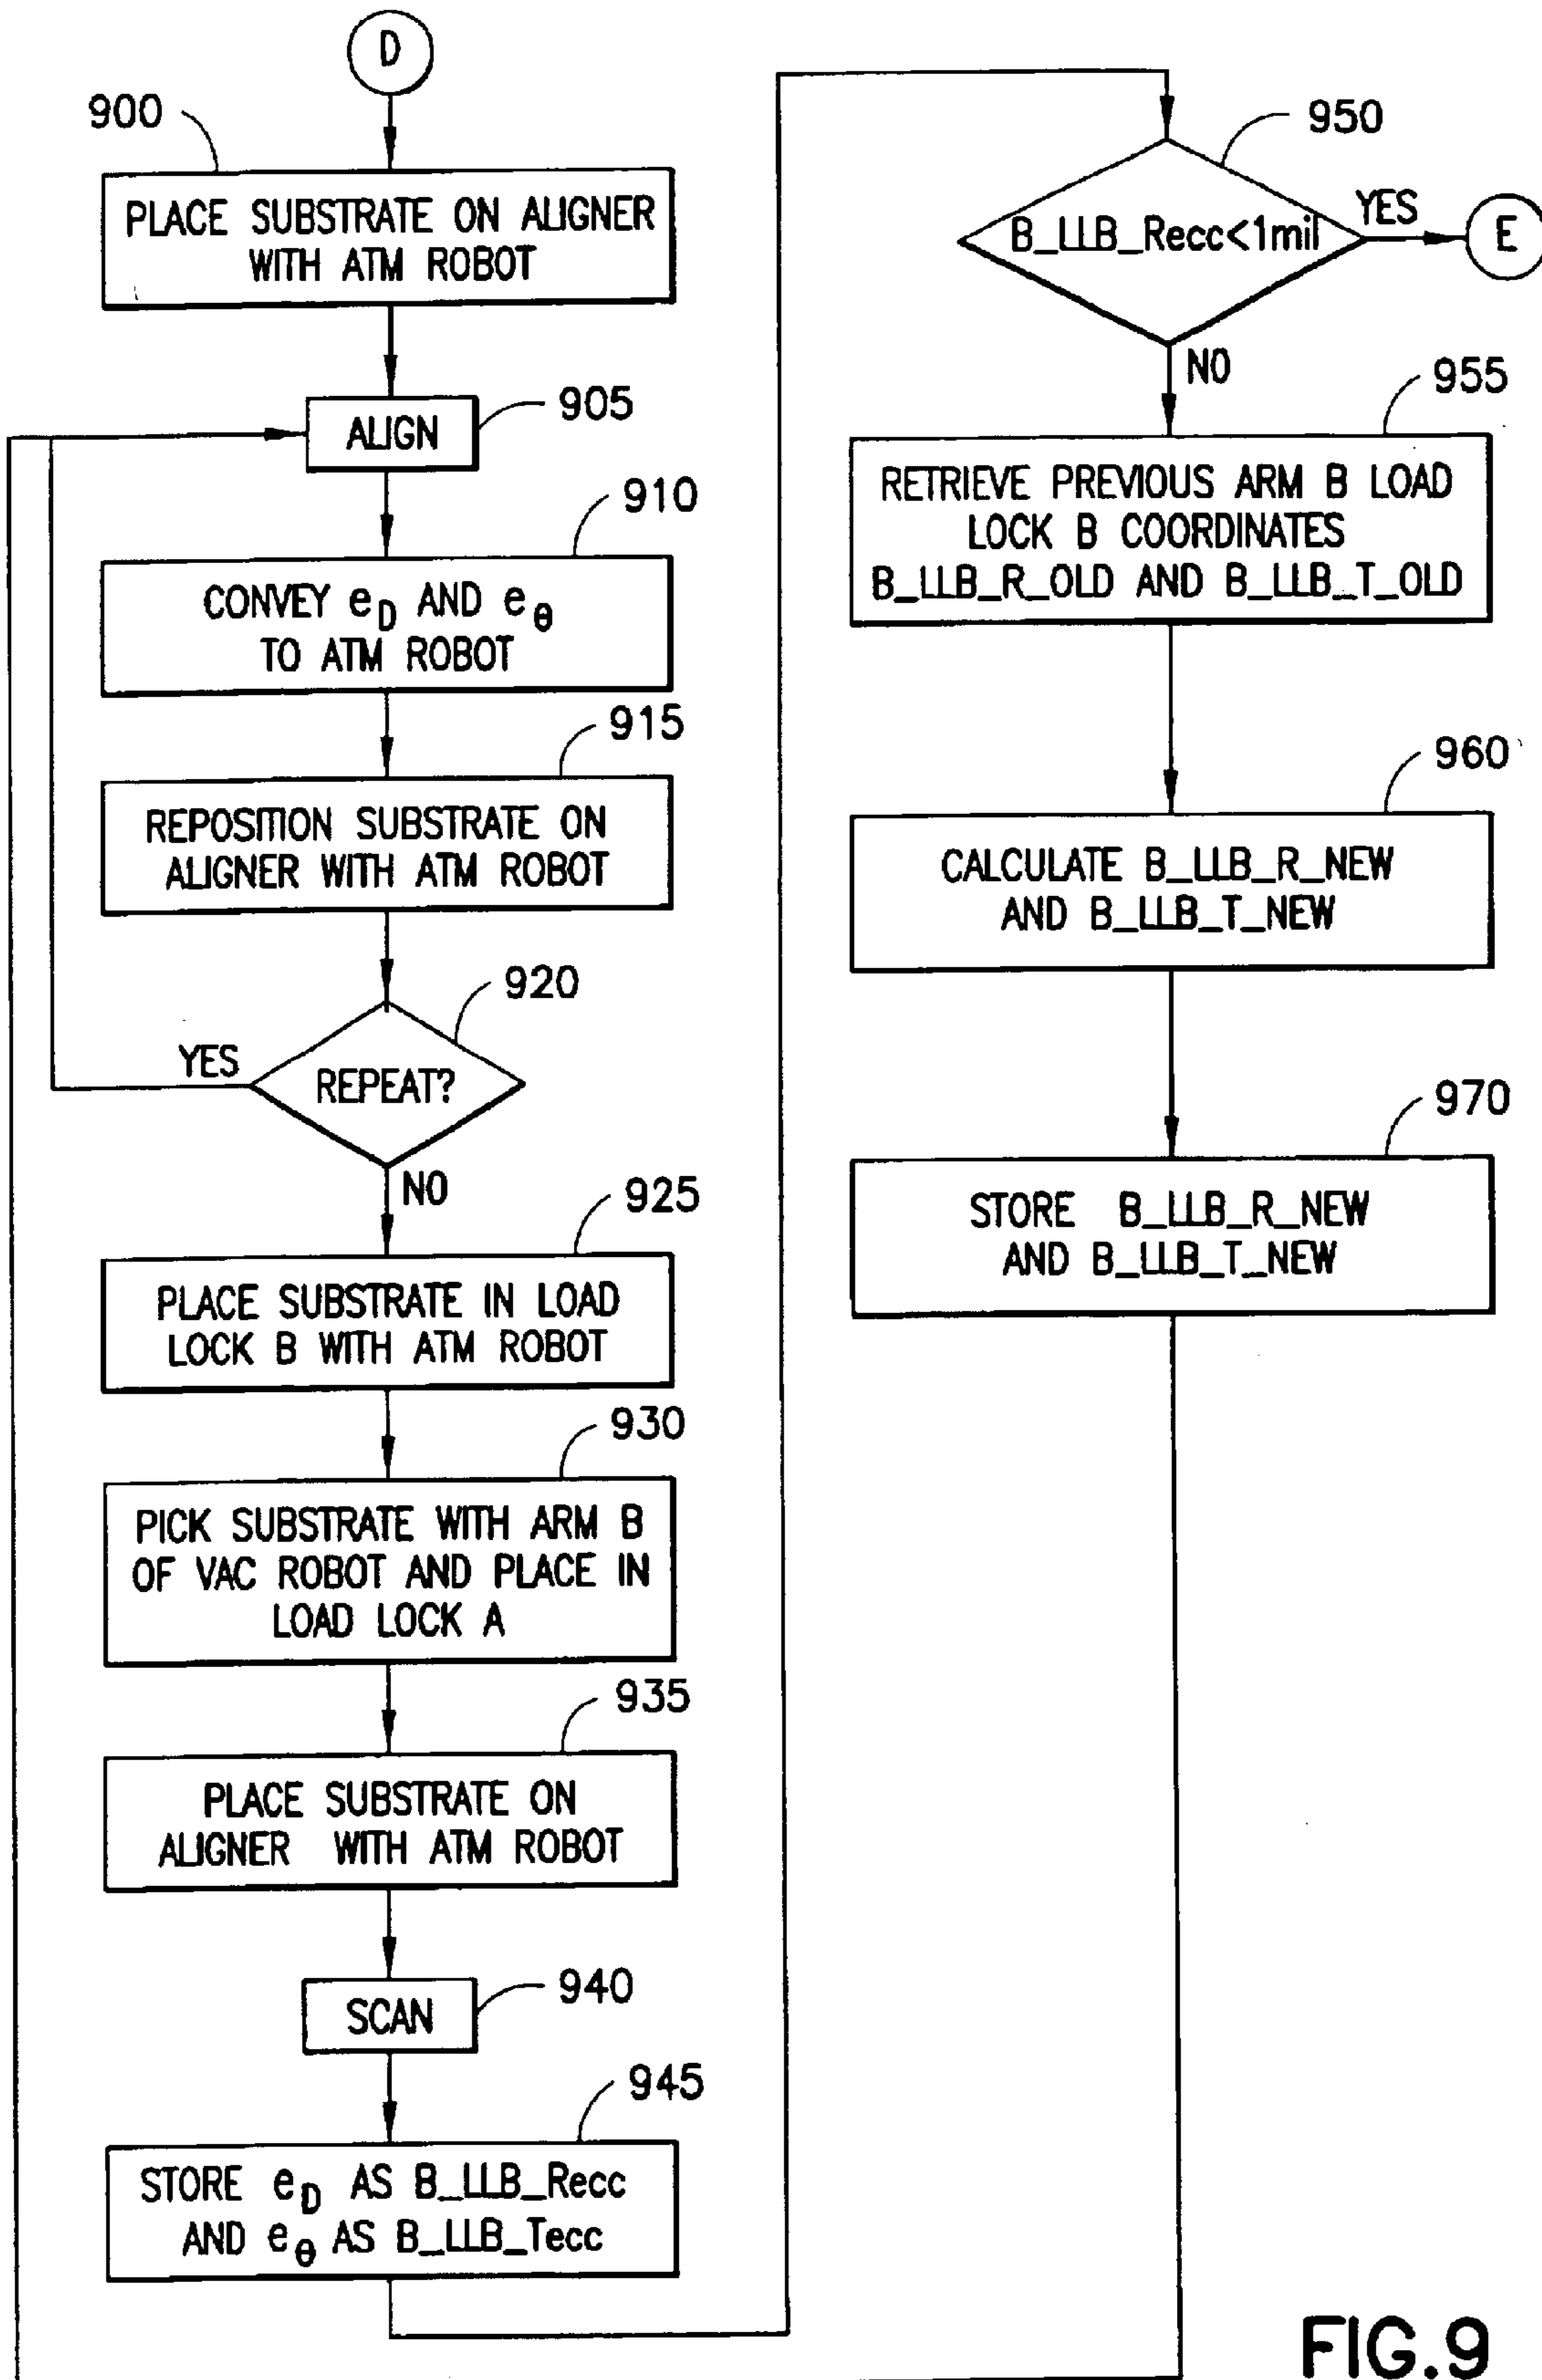 D
900
PLACE SUBSTRATE ON ALIGNER
WITH ATM ROBOT
ALIGN
905
910
CONVEY eD AND eθ
TO ATM ROBOT
915
REPOSITION SUBSTRATE ON
ALIGNER WITH ATM ROBOT
920
YES
REPEAT?
NO
925
PLACE SUBSTRATE IN LOAD
LOCK B WITH ATM ROBOT
930
PICK SUBSTRATE WITH ARM B
OF VAC ROBOT AND PLACE IN
LOAD LOCK A
935
PLACE SUBSTRATE ON
ALIGNER WITH ATM ROBOT
940
SCAN
945
STORE eD AS B_LLB_Recc
AND eθ AS B_LLB_Tecc
950
B_LLB_Recc<1mil
YES
E
NO
955
RETRIEVE PREVIOUS ARM B LOAD
LOCK B COORDINATES
B_LLB_R_OLD AND B_LLB_T_OLD
960
CALCULATE B_LLB_R_NEW
AND B_LLB_T_NEW
970
STORE B_LLB_R_NEW
AND B_LLB_T_NEW
FIG.9